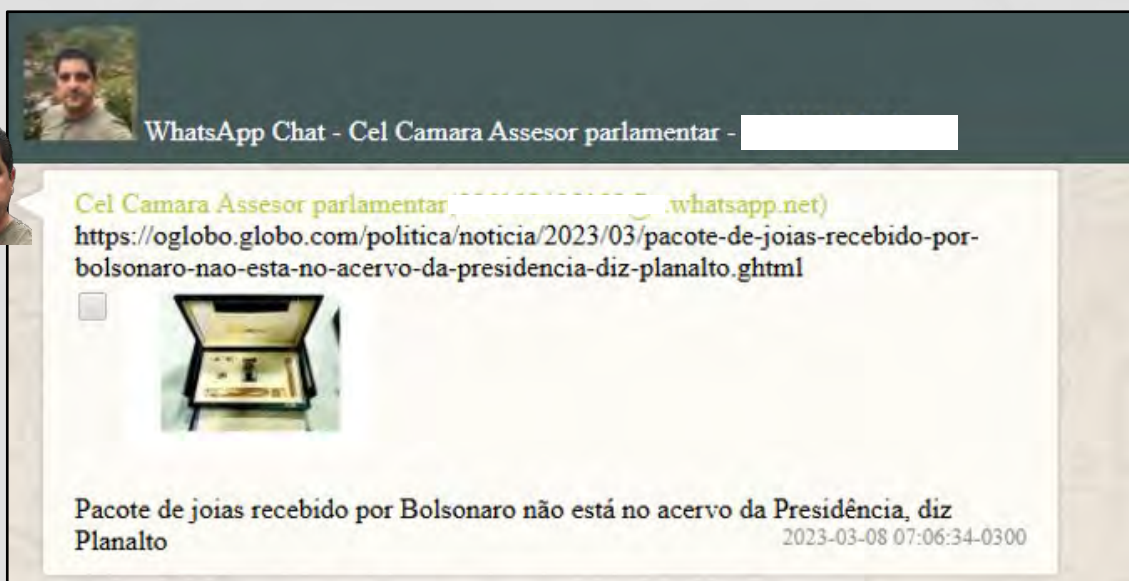 WhatsApp Chat - Cel Camara Assesor parlamentar -
Cel Camara Assesor parlamentar whatsapp.net)
https://oglobo.globo.com/politica/noticia/2023/03/pacote-de-joias-recebido-por-
bolsonaro-nao-esta-no-acervo-da-presidencia-diz-planalto.ghtml
Pacote de joias recebido por Bolsonaro não está no acervo da Presidência, diz
Planalto
2023-03-08 07:06:34-0300